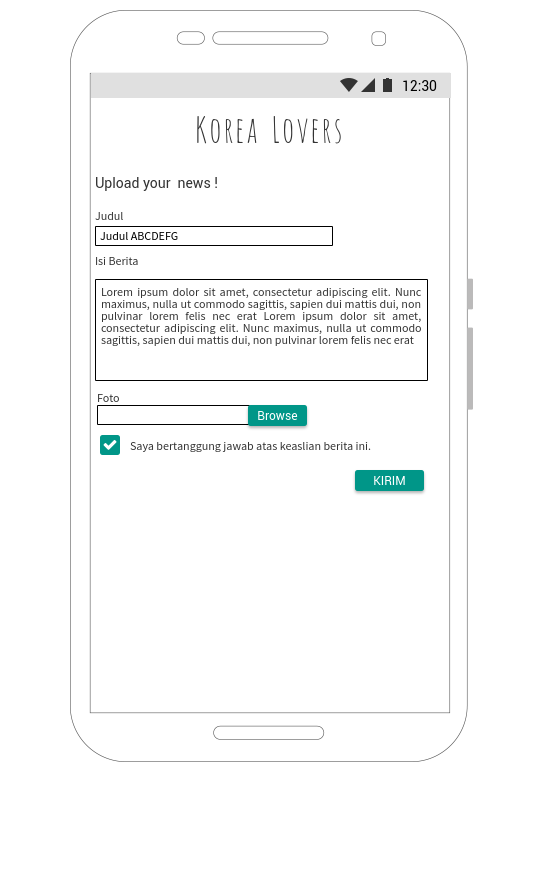 12:30
Korea Lovers
Upload your news !
Judul
Judul ABCDEFG
Isi Berita
Lorem ipsum dolor sit amet, consectetur adipiscing elit. Nunc
maximus, nulla ut commodo sagittis, sapien dui mattis dui, non
pulvinar lorem felis nec erat Lorem ipsum dolor sit amet,
consectetur adipiscing elit. Nunc maximus, nulla ut commodo
sagittis, sapien dui mattis dui, non pulvinar lorem felis nec erat
Foto
Browse
Saya bertanggung jawab atas keaslian berita ini.
KIRIM